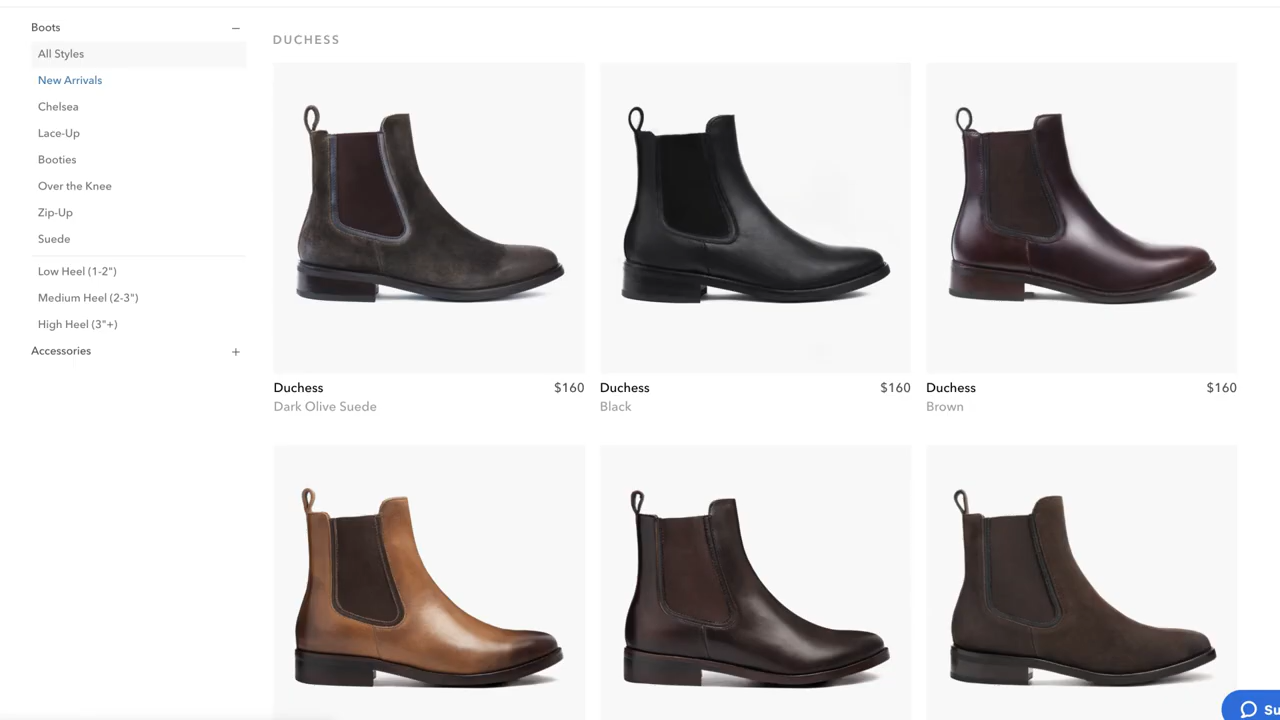 Boots
All Styles
New Arrivals
Chelsea
Lace-Up
Booties
Over the Knee
Zip-Up
Suede
Low Heel (1-2")
Medium Heel (2-3")
High Heel (3"+)
Accessories
DUCHESS
Duchess $160
Dark Olive Suede
Duchess $160
Black
Duchess $160
Brown
Su